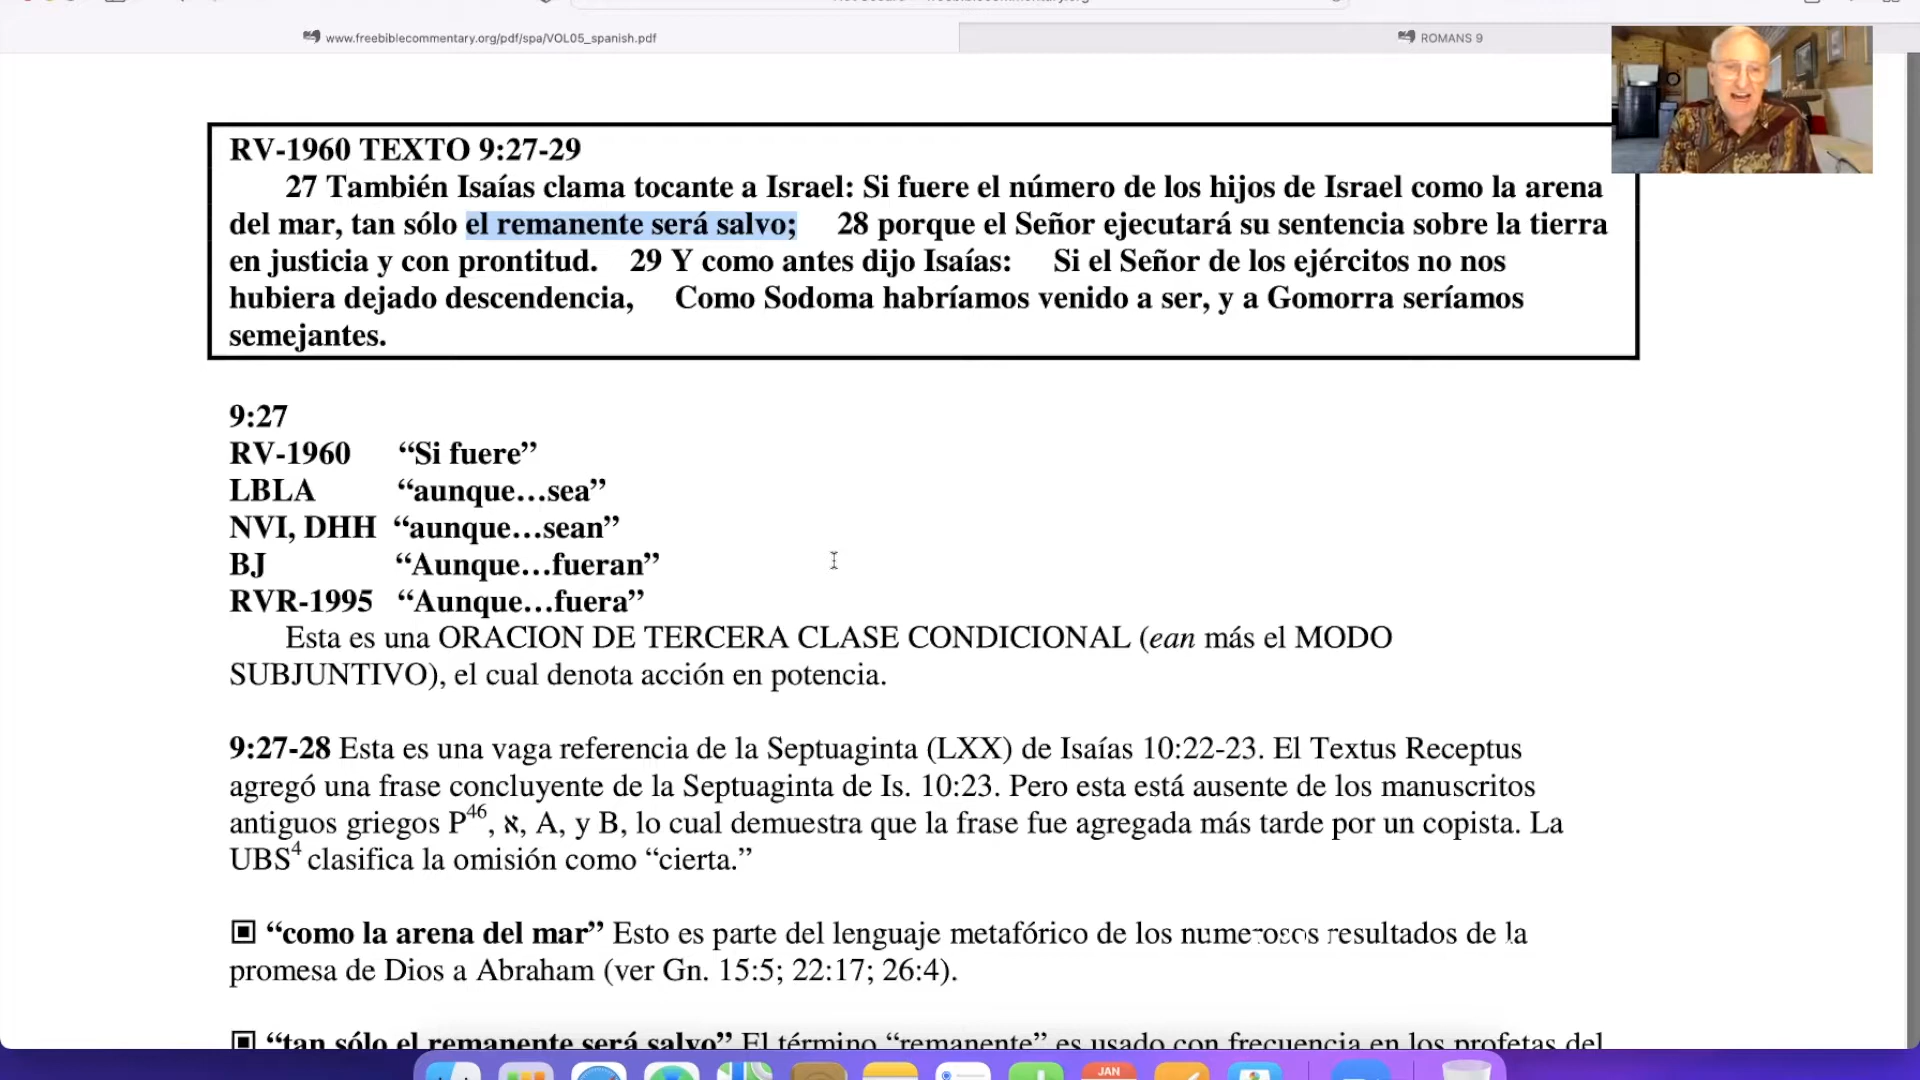 www.freebiblecommentary.org/pdf/spa/VOL05_spanish.pdf
ROMANS 9
RV-1960 TEXTO 9:27-29
27 También Isaías clama tocante a Israel: Si fuere el número de los hijos de Israel como la arena
del mar, tan sólo el remanente será salvo; 28 porque el Señor ejecutará su sentencia sobre la tierra
en justicia y con prontitud. 29 Y como antes dijo Isaías: Si el Señor de los ejércitos no nos
hubiera dejado descendencia, Como Sodoma habríamos venido a ser, y a Gomorra seríamos
semejantes.
9:27
RV-1960 “Si fuere”
LBLA “aunque…sea”
NVI, DHH “aunque…sean”
BJ “Aunque…fueran”
RVR-1995 “Aunque…fuera”
Esta es una ORACION DE TERCERA CLASE CONDICIONAL (ean más el MODO
SUBJUNTIVO), el cual denota acción en potencia.
9:27-28 Esta es una vaga referencia de la Septuaginta (LXX) de Isaías 10:22-23. El Textus Receptus
agregó una frase concluyente de la Septuaginta de Is. 10:23. Pero esta está ausente de los manuscritos
antiguos griegos P46, א, A, y B, lo cual demuestra que la frase fue agregada más tarde por un copista. La
UBS4 clasifica la omisión como “cierta.”
“como la arena del mar” Esto es parte del lenguaje metafórico de los numerosos resultados de la
promesa de Dios a Abraham (ver Gn. 15:5; 22:17; 26:4).
“tan sólo el remanente será salvo” El término “remanente” es usado con frecuencia en los profetas del
JAN